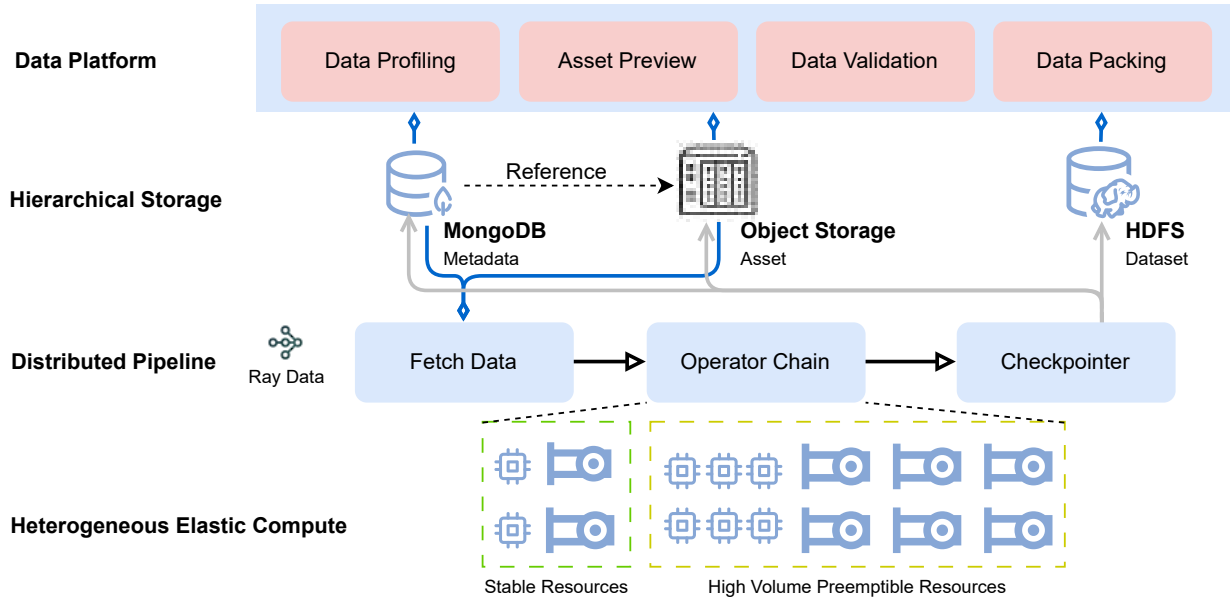 Data Platform
Data Profiling
Asset Preview
Data Validation
Data Packing
Hierarchical Storage
Reference
MongoDB
Metadata
Object Storage
Asset
HDFS
Dataset
Distributed Pipeline
Ray Data
Fetch Data
Operator Chain
Checkpointer
Heterogeneous Elastic Compute
Stable Resources
High Volume Preemptible Resources